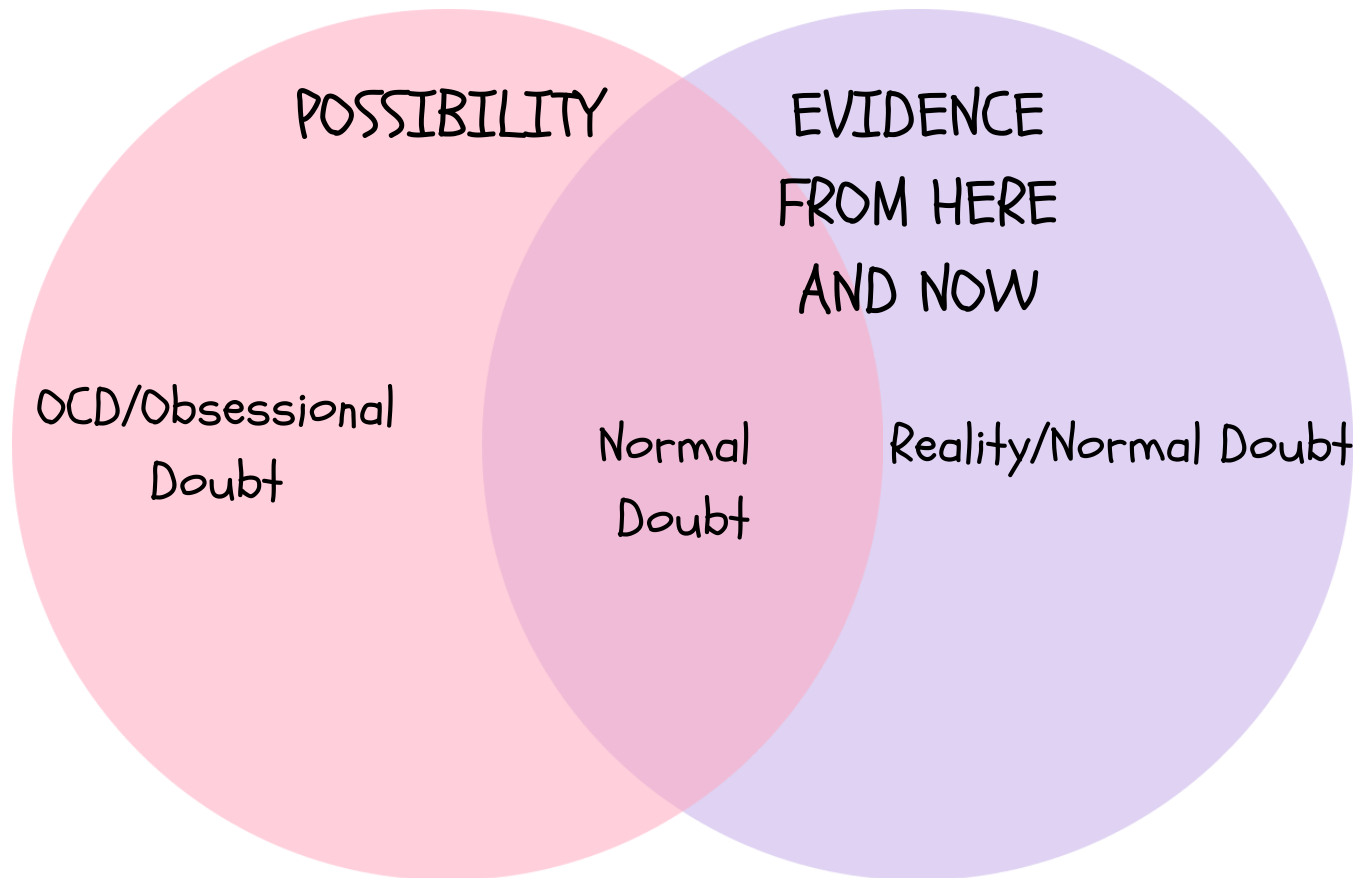 POSSIBILITY
EVIDENCE
FROM HERE
AND NOW
OCD/Obsessional
Doubt
Normal
Doubt
Reality/Normal Doubt